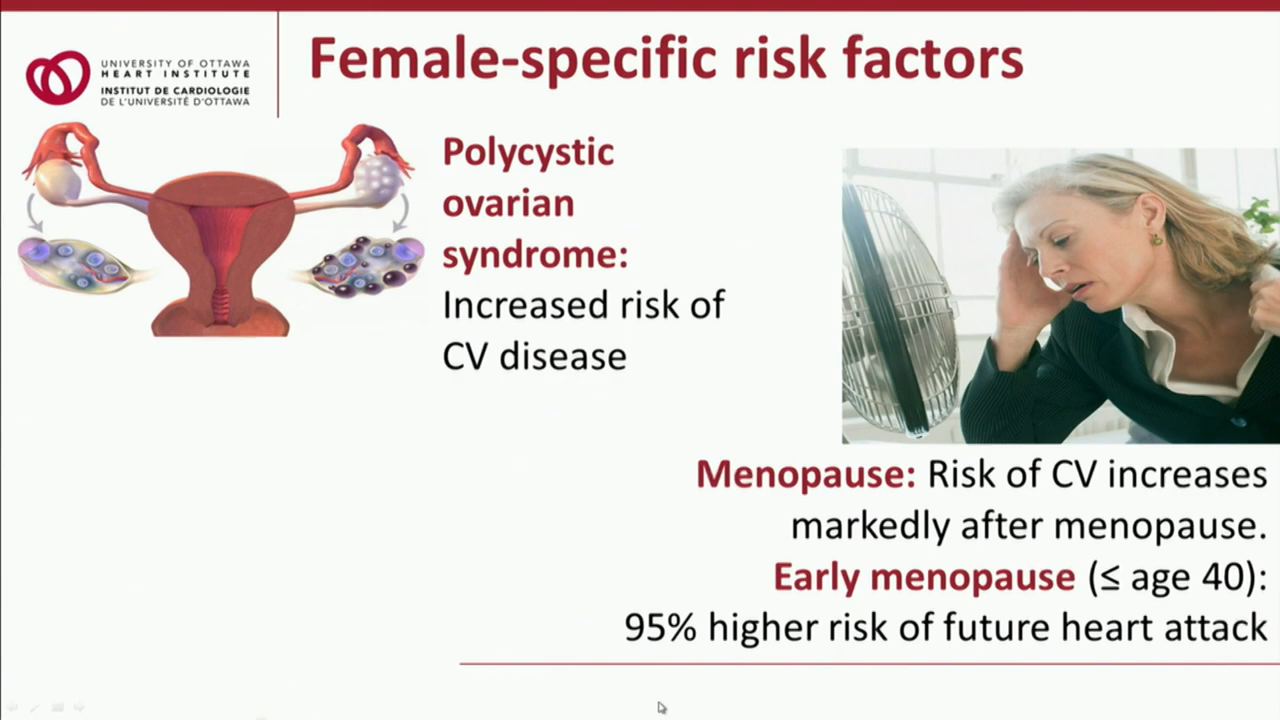 UNIVERSITY OF OTTAWA
HEART INSTITUTE
INSTITUT DE CARDIOLOGIE
DE L'UNIVERSITÉ D'OTTAWA
Female-specific risk factors
Polycystic
ovarian
syndrome:
Increased risk of
CV disease
Menopause: Risk of CV increases
markedly after menopause.
Early menopause (≤ age 40):
95% higher risk of future heart attack